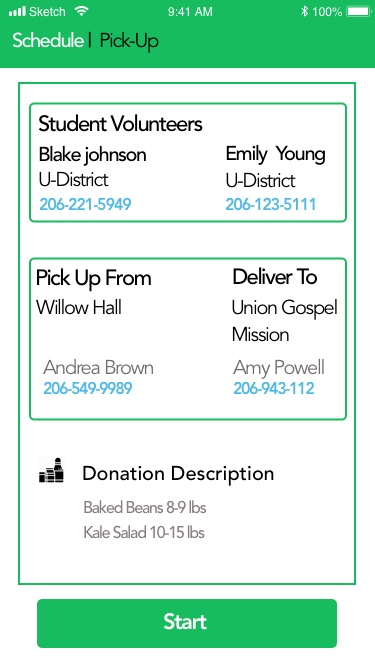 Sketch 9:41 AM 100%
Schedule | Pick-Up
Student Volunteers
Blake johnson
U-District
206-221-5949
Emily Young
U-District
206-123-5111
Pick Up From
Willow Hall
Andrea Brown
206-549-9989
Deliver To
Union Gospel
Mission
Amy Powell
206-943-112
Donation Description
Baked Beans 8-9 lbs
Kale Salad 10-15 lbs
Start